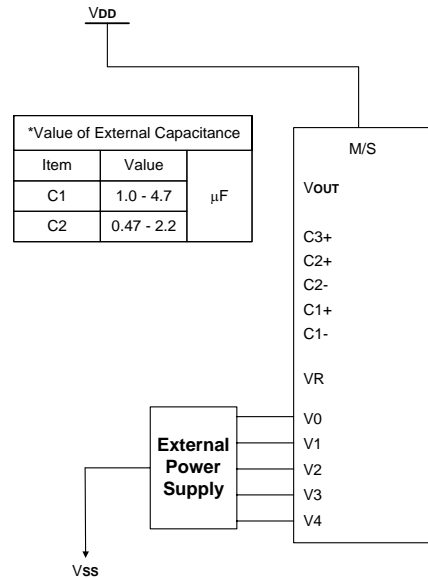 VDD
*Value of External Capacitance
Item Value
C1 1.0 - 4.7 μF
C2 0.47 - 2.2
M/S
VOUT
C3+
C2+
C2-
C1+
C1-
VR
V0
V1
V2
V3
V4
External
Power
Supply
VSS